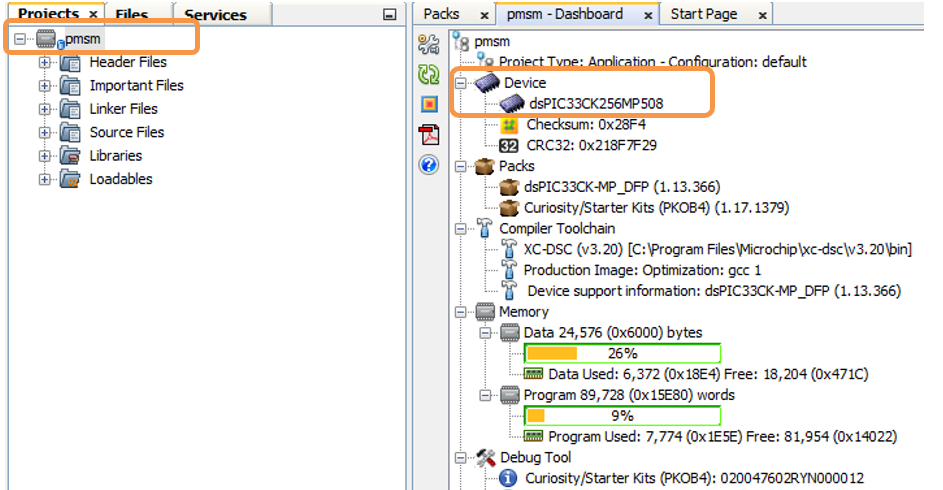 Projects
Files
Services
pmsm
Header Files
Important Files
Linker Files
Source Files
Libraries
Loadables
Packs
pmsm - Dashboard
Start Page
pmsm
Project Type: Application - Configuration: default
Device
dsPIC33CK256MP508
Checksum: 0x28F4
32 CRC32: 0x218F7F29
Packs
dsPIC33CK-MP_DFP (1.13.366)
Curiosity/Starter Kits (PKOB4) (1.17.1379)
Compiler Toolchain
XC-DSC (v3.20) [C:\Program Files\Microchip\xc-dsc\v3.20\bin]
Production Image: Optimization: gcc 1
Device support information: dsPIC33CK-MP_DFP (1.13.366)
Memory
Data 24,576 (0x6000) bytes
26%
Data Used: 6,372 (0x18E4) Free: 18,204 (0x471C)
Program 89,728 (0x15E80) words
9%
Program Used: 7,774 (0x1E5E) Free: 81,954 (0x14022)
Debug Tool
Curiosity/Starter Kits (PKOB4): 020047602RYN000012